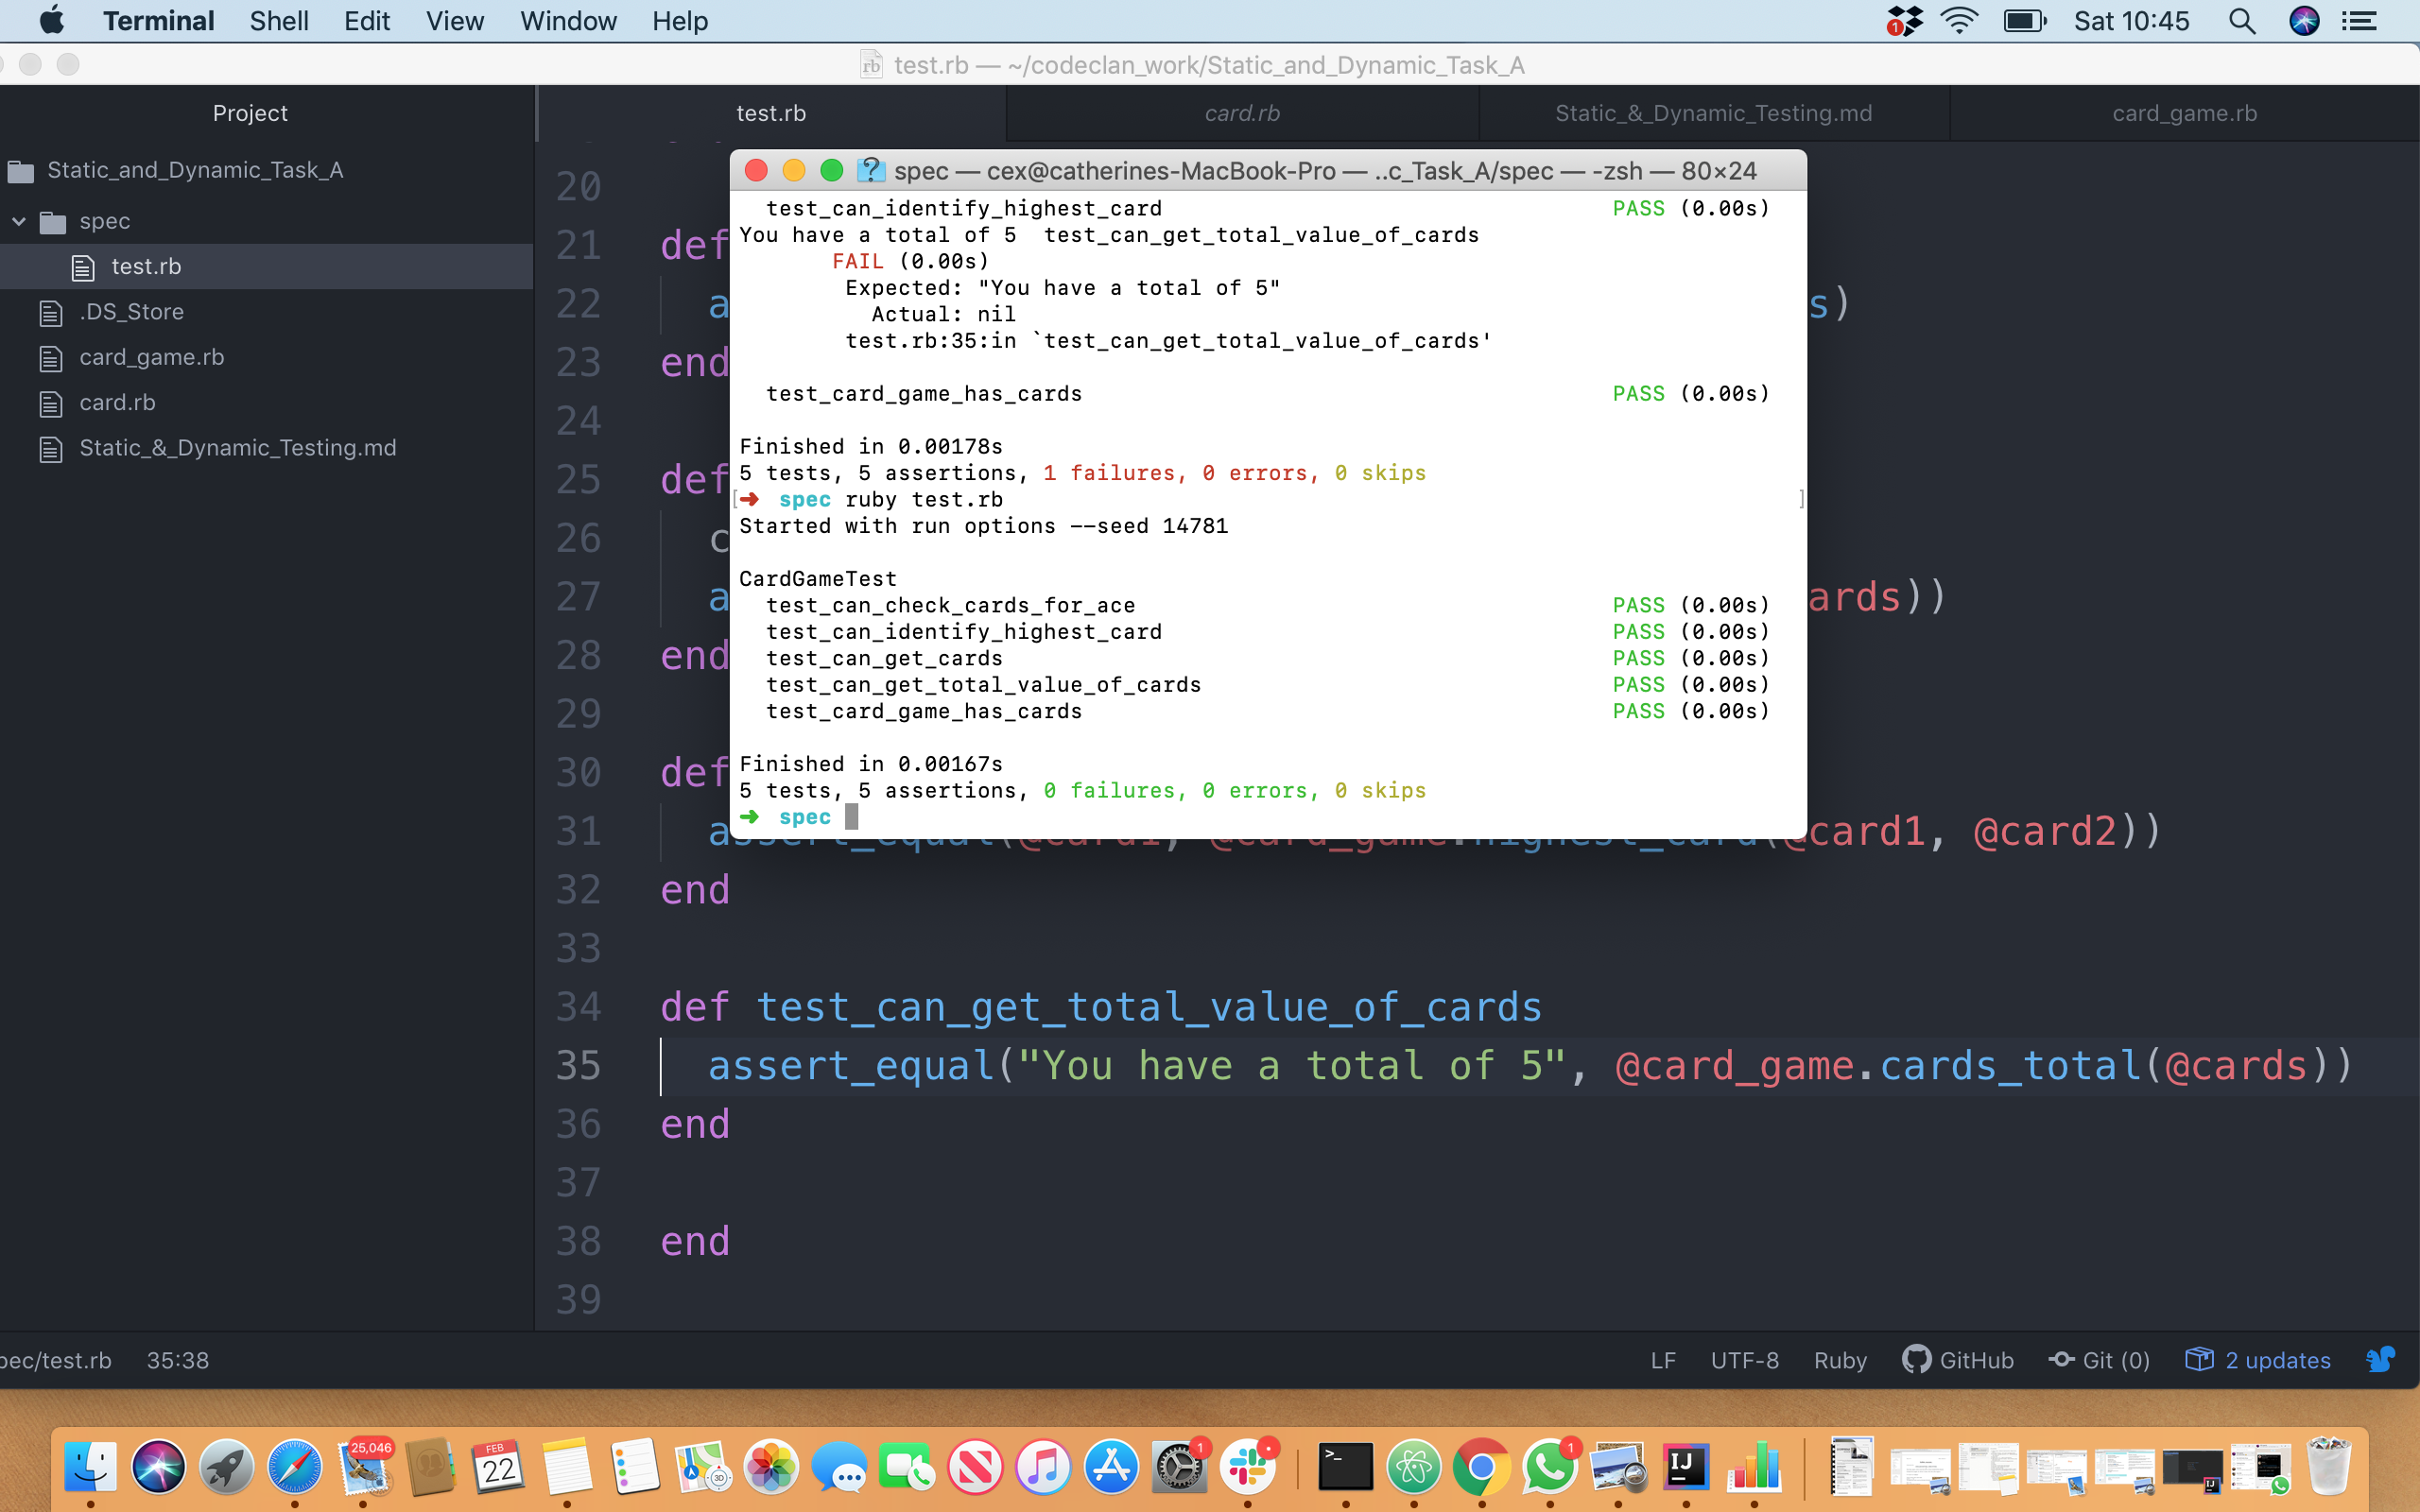 Terminal Shell Edit View Window Help 1 Sat 10:45
test.rb — ~/codeclan_work/Static_and_Dynamic_Task_A
Project
test.rb card.rb Static_&_Dynamic_Testing.md card_game.rb
Static_and_Dynamic_Task_A
spec
test.rb
.DS_Store
card_game.rb
card.rb
Static_&_Dynamic_Testing.md
spec — cex@catherines-MacBook-Pro — ..c_Task_A/spec — -zsh — 80×24
test_can_identify_highest_card PASS (0.00s)
You have a total of 5  test_can_get_total_value_of_cards
FAIL (0.00s)
Expected: "You have a total of 5"
Actual: nil
test.rb:35:in `test_can_get_total_value_of_cards'
test_card_game_has_cards PASS (0.00s)
Finished in 0.00178s
5 tests, 5 assertions, 1 failures, 0 errors, 0 skips
[➜ spec ruby test.rb ]
Started with run options --seed 14781
CardGameTest
test_can_check_cards_for_ace PASS (0.00s)
test_can_identify_highest_card PASS (0.00s)
test_can_get_cards PASS (0.00s)
test_can_get_total_value_of_cards PASS (0.00s)
test_card_game_has_cards PASS (0.00s)
Finished in 0.00167s
5 tests, 5 assertions, 0 failures, 0 errors, 0 skips
➜ spec
20
21 def
22 a s)
23 end
24
25 def
26 c
27 a ards))
28 end
29
30 def
31 assert_equal(@card1, @card_game.highest_card(@card1, @card2))
32 end
33
34 def test_can_get_total_value_of_cards
35 assert_equal("You have a total of 5", @card_game.cards_total(@cards))
36 end
37
38 end
39
pec/test.rb 35:38 LF UTF-8 Ruby GitHub Git (0) 2 updates
25,046 FEB 22 3D 1 >_ 1 IJ